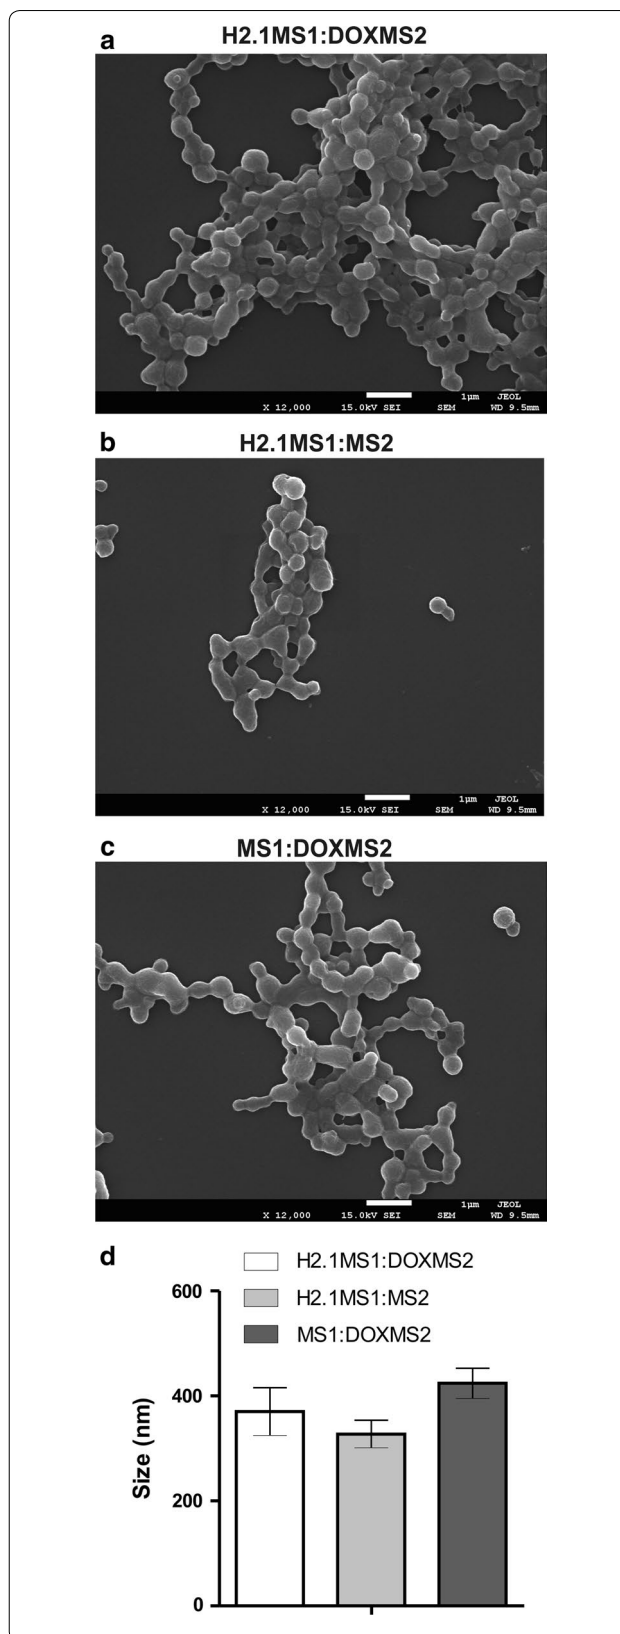 a
H2.1MS1:DOXMS2
1μm JEOL
X 12,000 15.0kV SEI SEM WD 9.5mm
b
H2.1MS1:MS2
1μm JEOL
X 12,000 15.0kV SEI SEM WD 9.5mm
c
MS1:DOXMS2
1μm JEOL
X 12,000 15.0kV SEI SEM WD 9.5mm
d
H2.1MS1:DOXMS2
H2.1MS1:MS2
MS1:DOXMS2
Size (nm)
600
400
200
0